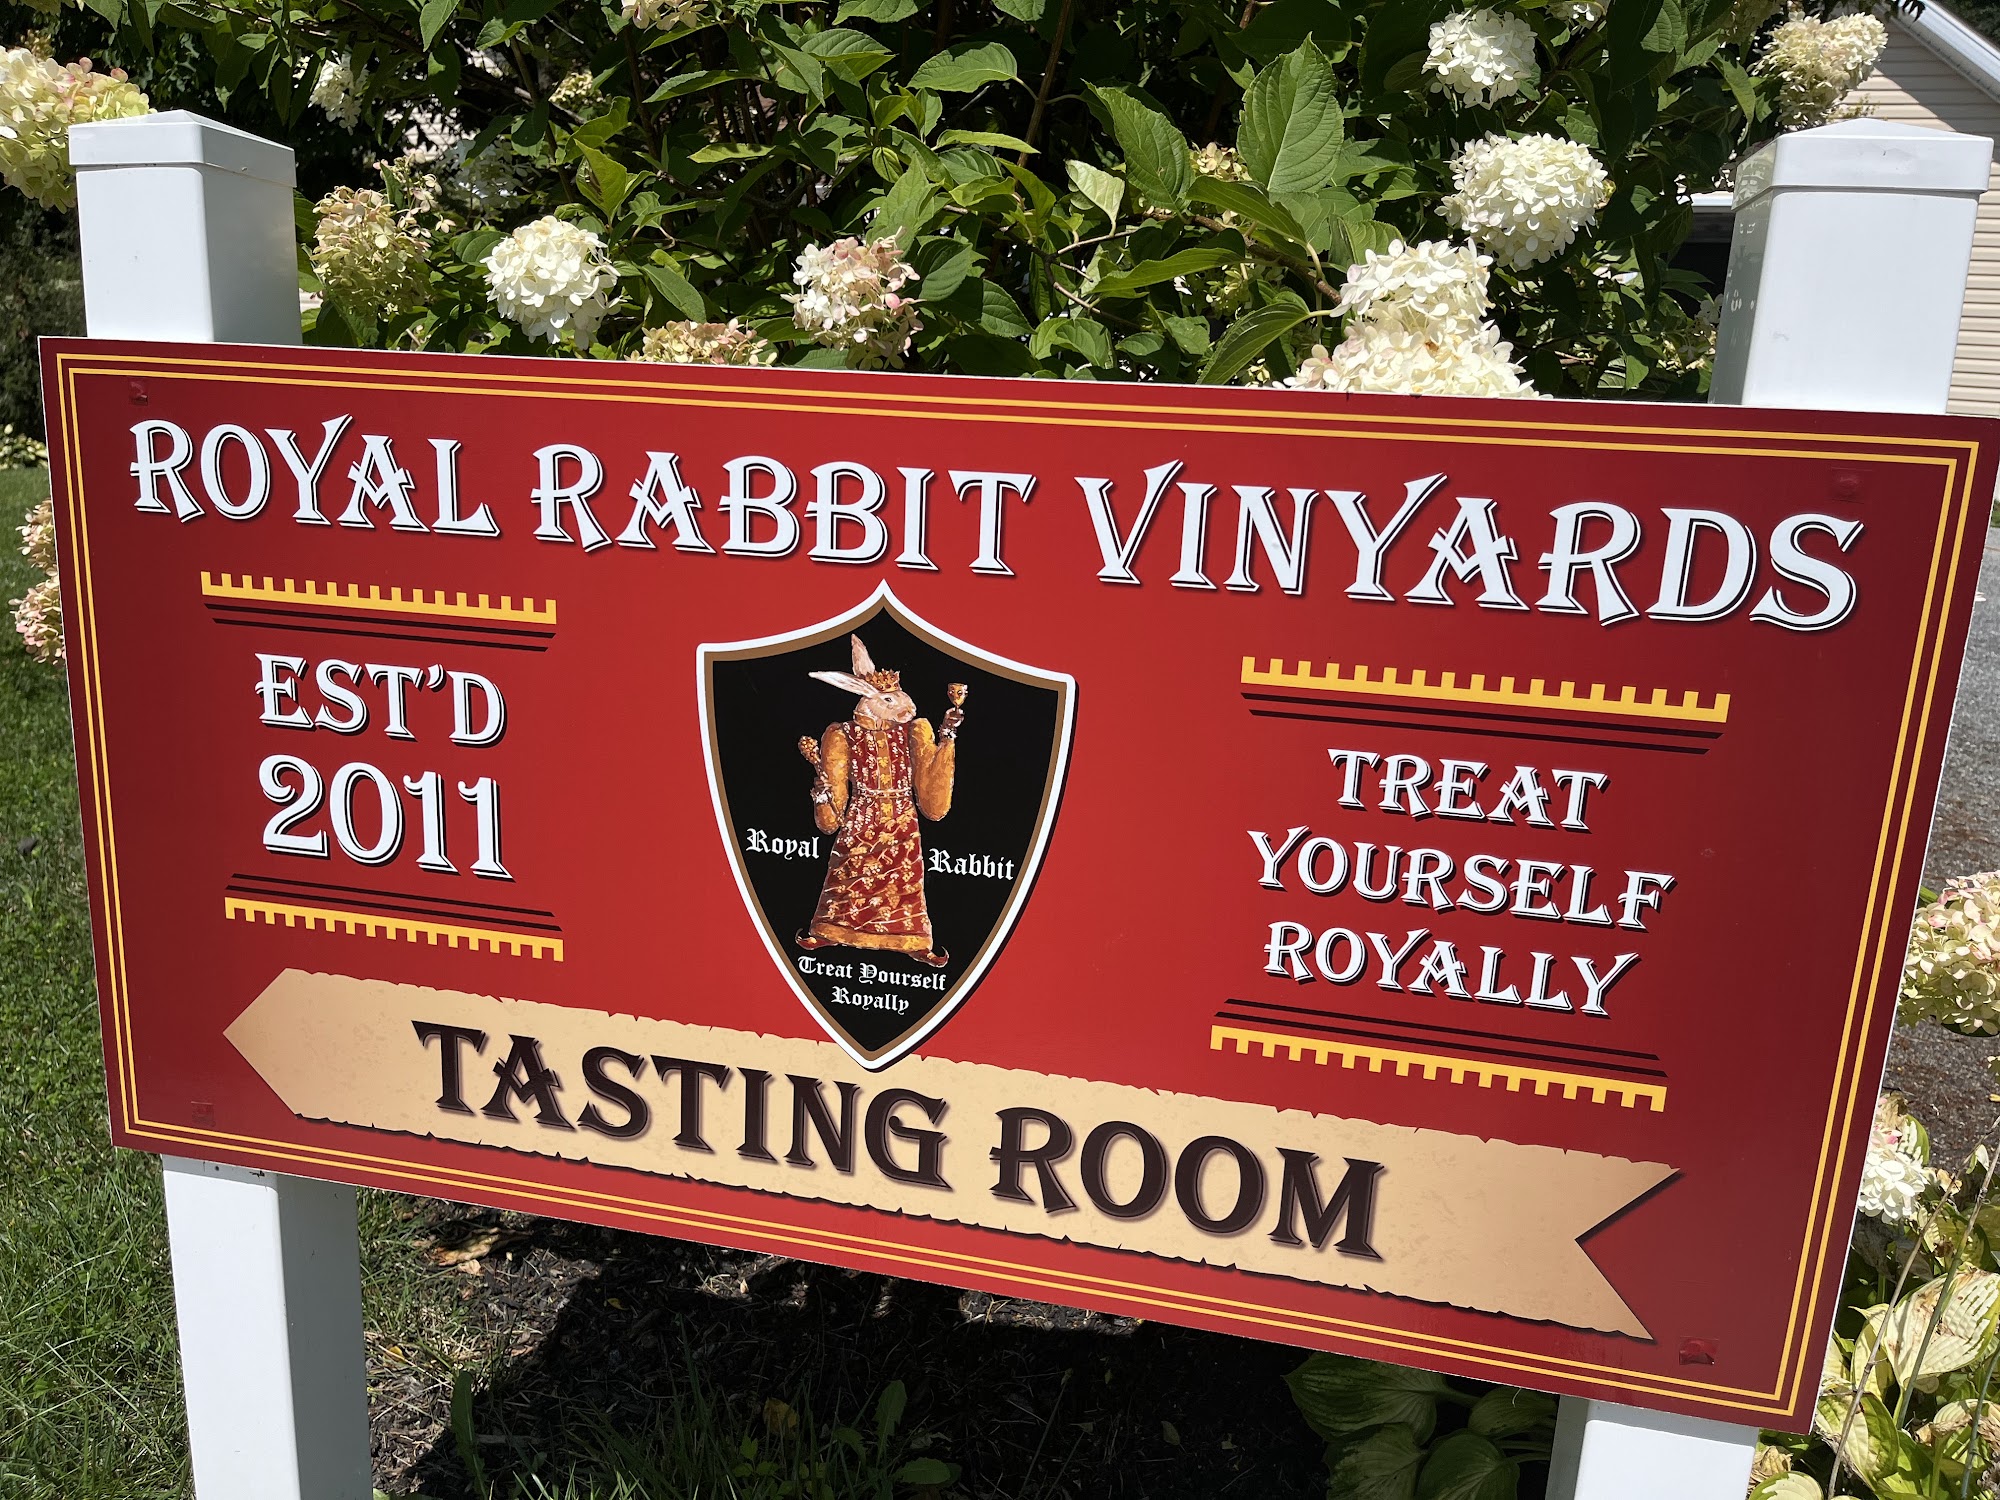 ROYAL RABBIT VINYARDS
EST'D
2011
Royal Rabbit
Treat Yourself
Royally
TREAT
YOURSELF
ROYALLY
TASTING ROOM